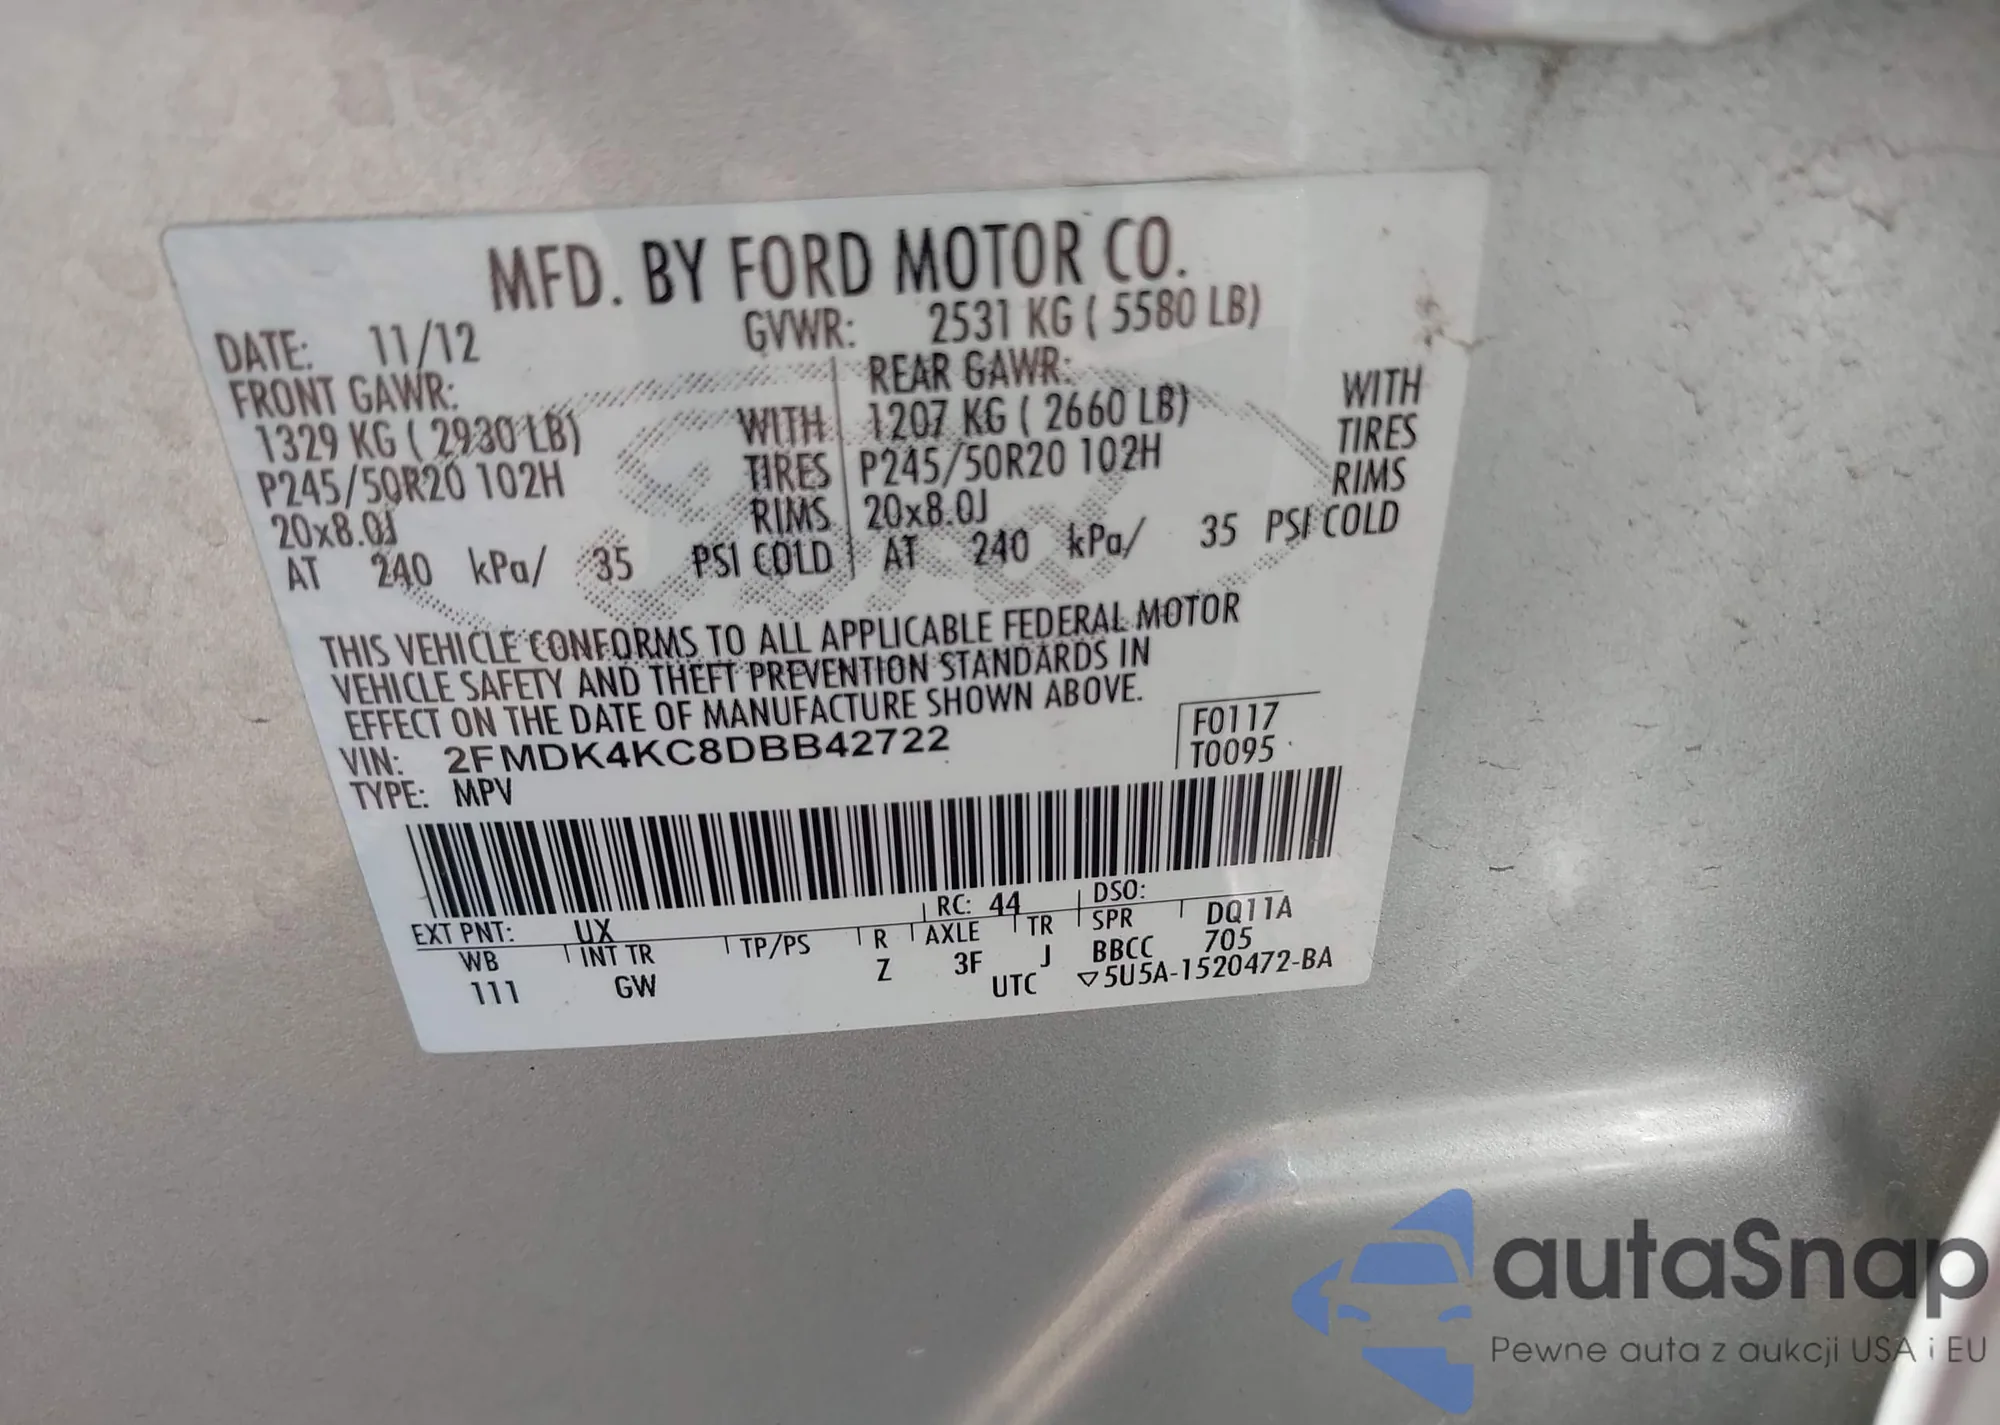 MFD. BY FORD MOTOR CO.
DATE: 11/12 GVWR: 2531 KG ( 5580 LB)
FRONT GAWR: REAR GAWR:
1329 KG ( 2930 LB) WITH 1207 KG ( 2660 LB) WITH
P245/50R20 102H TIRES P245/50R20 102H TIRES
20x8.0J RIMS 20x8.0J RIMS
AT 240 kPa/ 35 PSI COLD AT 240 kPa/ 35 PSI COLD
THIS VEHICLE CONFORMS TO ALL APPLICABLE FEDERAL MOTOR
VEHICLE SAFETY AND THEFT PREVENTION STANDARDS IN
EFFECT ON THE DATE OF MANUFACTURE SHOWN ABOVE.
VIN: 2FMDK4KC8DBB42722 F0117
TYPE: MPV T0095
EXT PNT: UX RC: 44 DSO:
WB INT TR TP/PS R AXLE TR SPR DQ11A
111 GW Z 3F J BBCC 705
UTC ▽5U5A-1520472-BA
autaSnap
Pewne auta z aukcji USA i EU